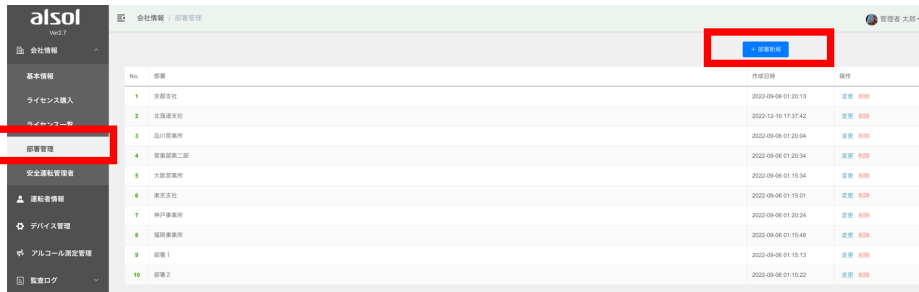 alsol
Ver2.7
会社情報
基本情報
ライセンス購入
ライセンス一覧
部署管理
安全運転管理者
運転者情報
デバイス管理
アルコール測定管理
監査ログ
会社情報 / 部署管理
管理者 太郎
+ 部署新規
No. 部署 作成日時 操作
1 京都支社 2022-09-06 01:20:13 変更 削除
2 北海道支社 2022-12-10 17:37:42 変更 削除
3 品川営業所 2022-09-06 01:20:04 変更 削除
4 営業部第二部 2022-09-06 01:20:34 変更 削除
5 大阪営業所 2022-09-06 01:15:34 変更 削除
6 東京支社 2022-09-06 01:15:01 変更 削除
7 神戸事業所 2022-09-06 01:20:24 変更 削除
8 福岡事業所 2022-09-06 01:15:48 変更 削除
9 部署1 2022-09-06 01:15:13 変更 削除
10 部署2 2022-09-06 01:15:22 変更 削除